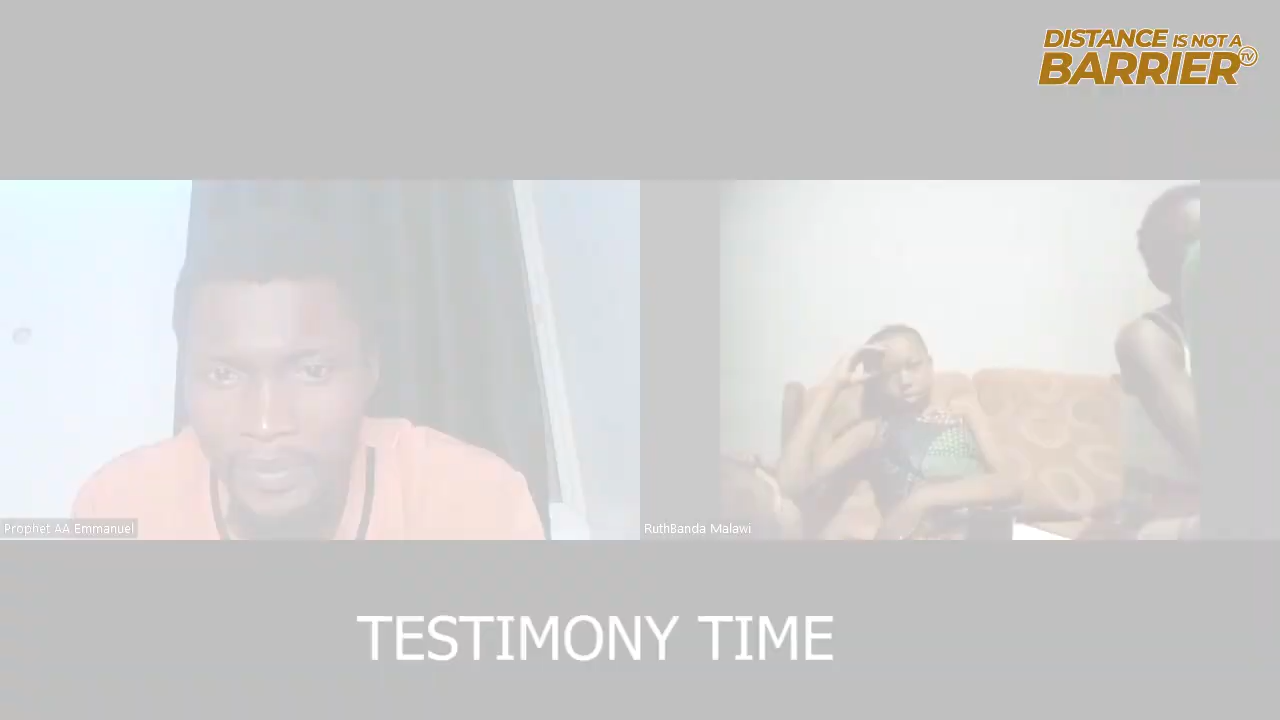 DISTANCE IS NOT A
BARRIER TV
Prophet AA Emmanuel
RuthBanda Malawi
TESTIMONY TIME